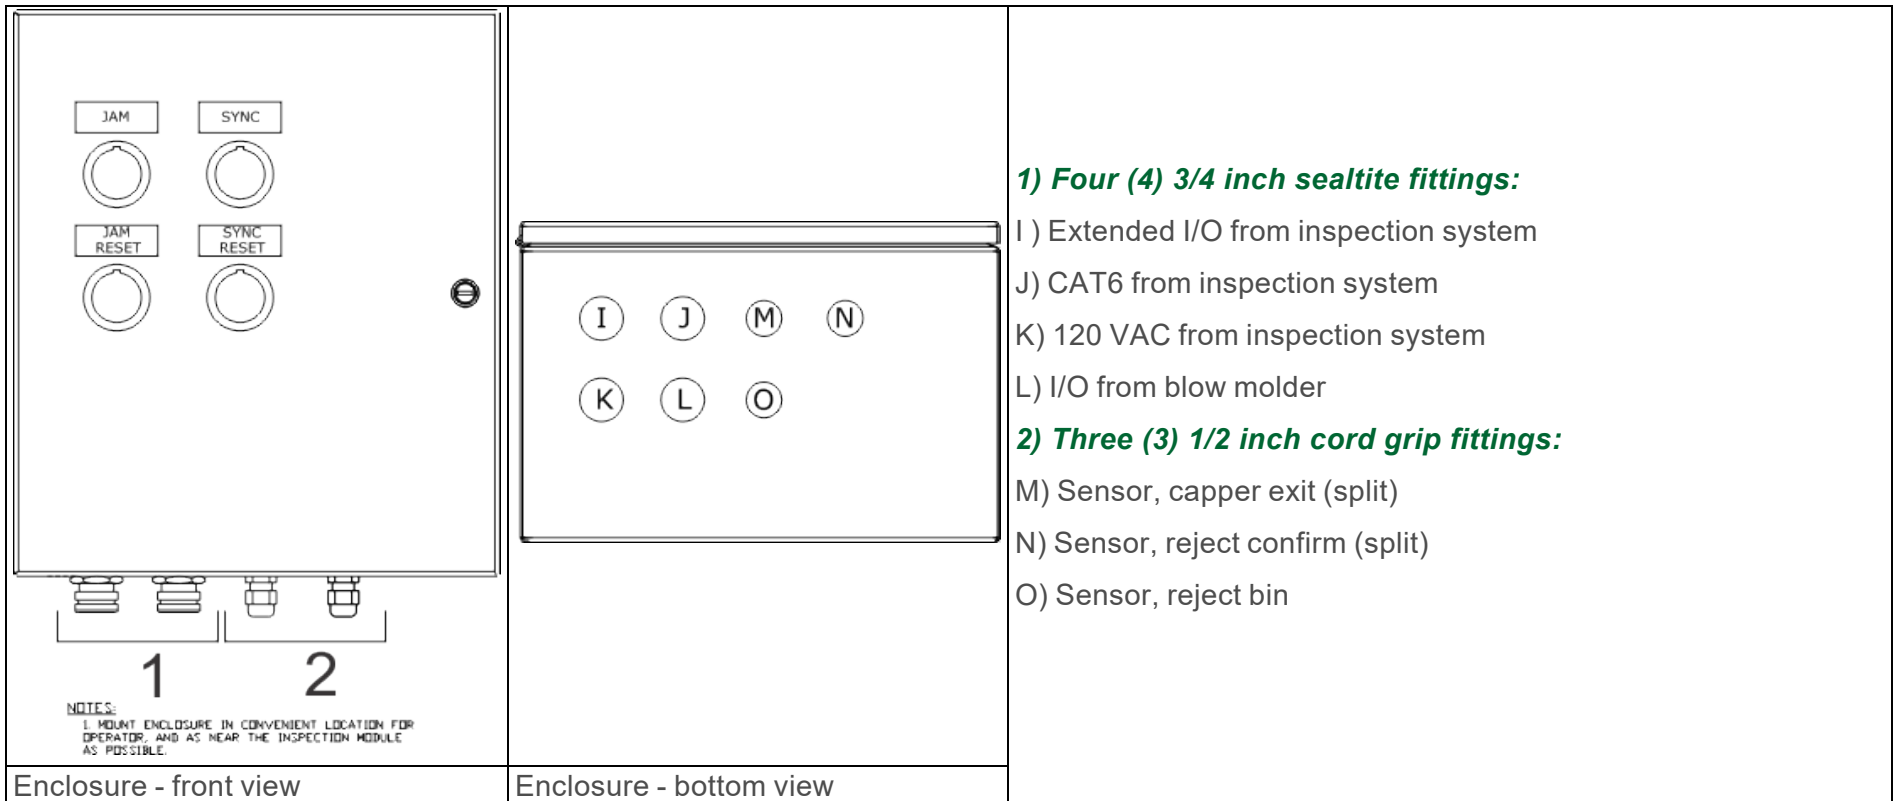 JAM
SYNC
JAM
RESET
SYNC
RESET
1
2
NOTES:
1. MOUNT ENCLOSURE IN CONVENIENT LOCATION FOR
OPERATOR, AND AS NEAR THE INSPECTION MODULE
AS POSSIBLE.
Enclosure - front view
I
J
M
N
K
L
O
Enclosure - bottom view
1) Four (4) 3/4 inch sealtite fittings:
I ) Extended I/O from inspection system
J) CAT6 from inspection system
K) 120 VAC from inspection system
L) I/O from blow molder
2) Three (3) 1/2 inch cord grip fittings:
M) Sensor, capper exit (split)
N) Sensor, reject confirm (split)
O) Sensor, reject bin